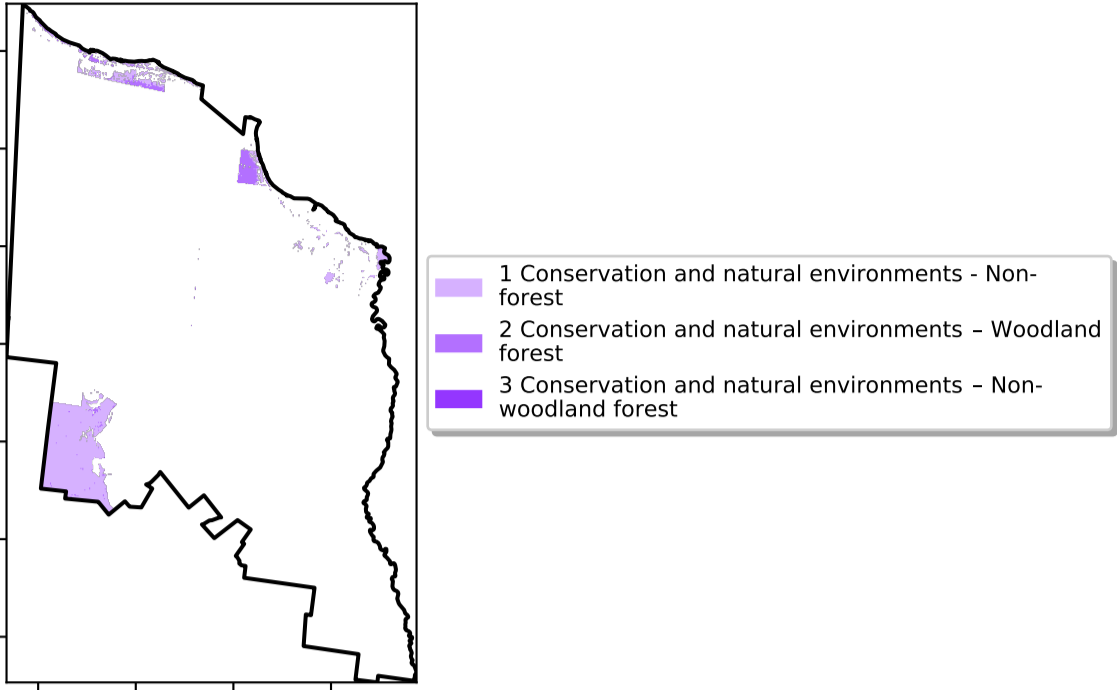 1 Conservation and natural environments - Non-
forest
2 Conservation and natural environments – Woodland
forest
3 Conservation and natural environments – Non-
woodland forest